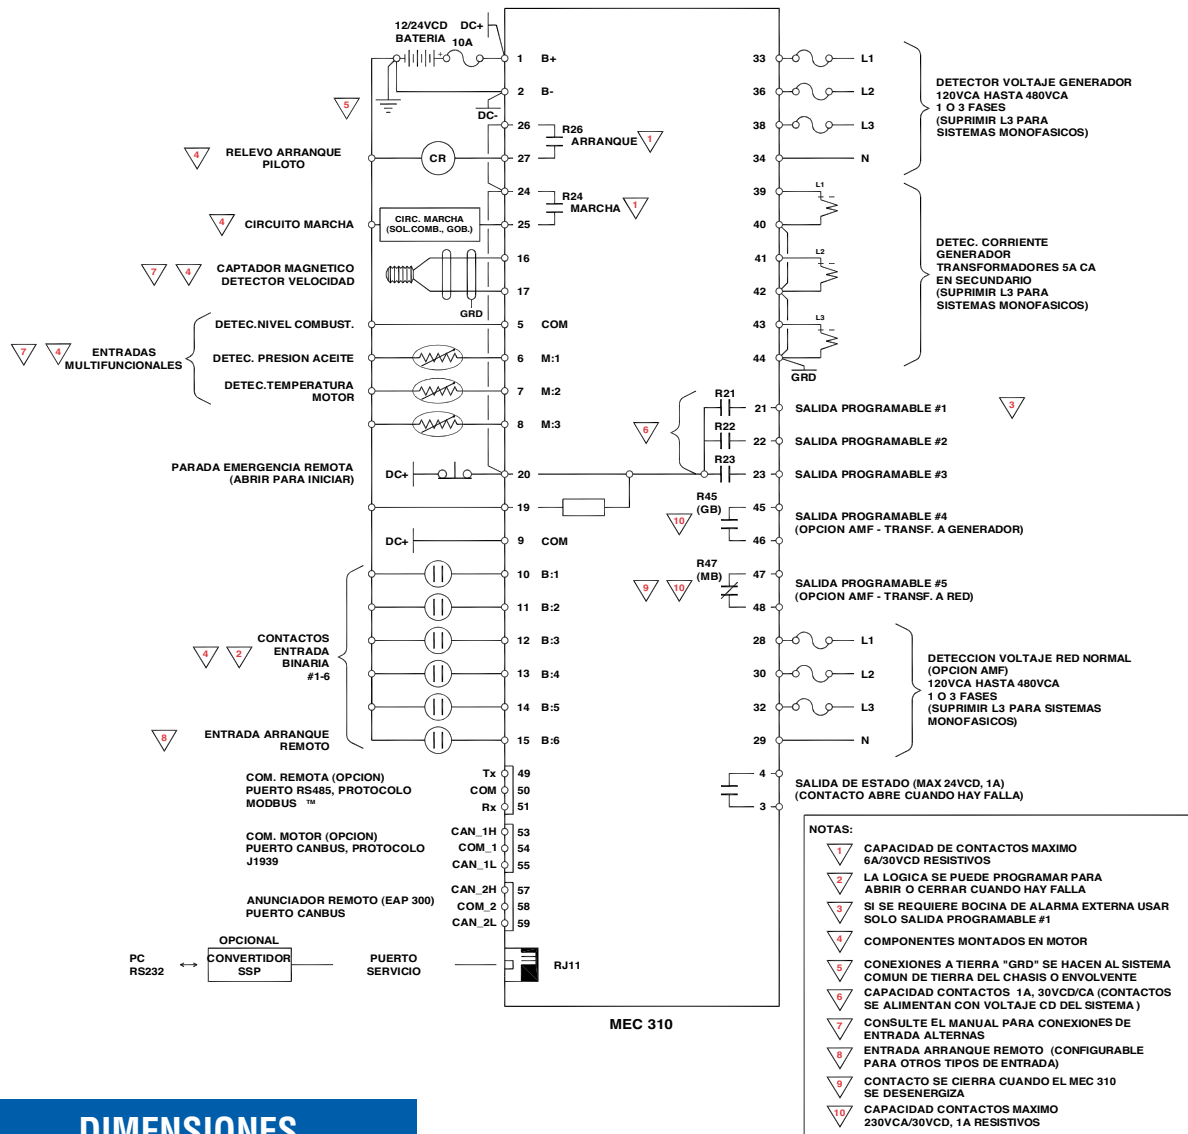 12/24VCD
BATERIA
DC+
10A
1 B+
2 B-
DC-
5
26
R26
ARRANQUE
1
4
RELEVO ARRANQUE
PILOTO
CR
27
24
R24
MARCHA
1
4
CIRCUITO MARCHA
CIRC. MARCHA
(SOL.COMB., GOB.)
25
7
4
CAPTADOR MAGNETICO
DETECTOR VELOCIDAD
16
17
GRD
7
4
ENTRADAS
MULTIFUNCIONALES
DETEC.NIVEL COMBUST.
5 COM
DETEC. PRESION ACEITE
6 M:1
DETEC.TEMPERATURA
MOTOR
7 M:2
8 M:3
PARADA EMERGENCIA REMOTA
(ABRIR PARA INICIAR)
DC+
20
19
DC+
9 COM
10 B:1
11 B:2
4
2
CONTACTOS
ENTRADA
BINARIA
#1-6
12 B:3
13 B:4
14 B:5
8
ENTRADA ARRANQUE
REMOTO
15 B:6
COM. REMOTA (OPCION)
PUERTO RS485, PROTOCOLO
MODBUS ™
Tx 49
COM 50
Rx 51
COM. MOTOR (OPCION)
PUERTO CANBUS, PROTOCOLO
J1939
CAN_1H 53
COM_1 54
CAN_1L 55
ANUNCIADOR REMOTO (EAP 300)
PUERTO CANBUS
CAN_2H 57
COM_2 58
CAN_2L 59
PC
RS232
OPCIONAL
CONVERTIDOR
SSP
PUERTO
SERVICIO
RJ11
MEC 310
33 L1
36 L2
38 L3
34 N
DETECTOR VOLTAJE GENERADOR
120VCA HASTA 480VCA
1 O 3 FASES
(SUPRIMIR L3 PARA
SISTEMAS MONOFASICOS)
39
L1
40
41
L2
42
43
L3
44
GRD
DETEC. CORRIENTE
GENERADOR
TRANSFORMADORES 5A CA
EN SECUNDARIO
(SUPRIMIR L3 PARA
SISTEMAS MONOFASICOS)
6
R21
21 SALIDA PROGRAMABLE #1
3
R22
22 SALIDA PROGRAMABLE #2
R23
23 SALIDA PROGRAMABLE #3
10
R45
(GB)
45
46
SALIDA PROGRAMABLE #4
(OPCION AMF - TRANSF. A GENERADOR)
9
10
R47
(MB)
47
48
SALIDA PROGRAMABLE #5
(OPCION AMF - TRANSF. A RED)
28 L1
30 L2
32 L3
29 N
DETECCION VOLTAJE RED NORMAL
(OPCION AMF)
120VCA HASTA 480VCA
1 O 3 FASES
(SUPRIMIR L3 PARA SISTEMAS
MONOFASICOS)
4
3
SALIDA DE ESTADO (MAX 24VCD, 1A)
(CONTACTO ABRE CUANDO HAY FALLA)
NOTAS:
1 CAPACIDAD DE CONTACTOS MAXIMO
6A/30VCD RESISTIVOS
2 LA LOGICA SE PUEDE PROGRAMAR PARA
ABRIR O CERRAR CUANDO HAY FALLA
3 SI SE REQUIERE BOCINA DE ALARMA EXTERNA USAR
SOLO SALIDA PROGRAMABLE #1
4 COMPONENTES MONTADOS EN MOTOR
5 CONEXIONES A TIERRA "GRD" SE HACEN AL SISTEMA
COMUN DE TIERRA DEL CHASIS O ENVOLVENTE
6 CAPACIDAD CONTACTOS 1A, 30VCD/CA (CONTACTOS
SE ALIMENTAN CON VOLTAJE CD DEL SISTEMA )
7 CONSULTE EL MANUAL PARA CONEXIONES DE
ENTRADA ALTERNAS
8 ENTRADA ARRANQUE REMOTO (CONFIGURABLE
PARA OTROS TIPOS DE ENTRADA)
9 CONTACTO SE CIERRA CUANDO EL MEC 310
SE DESENERGIZA
10 CAPACIDAD CONTACTOS MAXIMO
230VCA/30VCD, 1A RESISTIVOS
DIMENSIONES